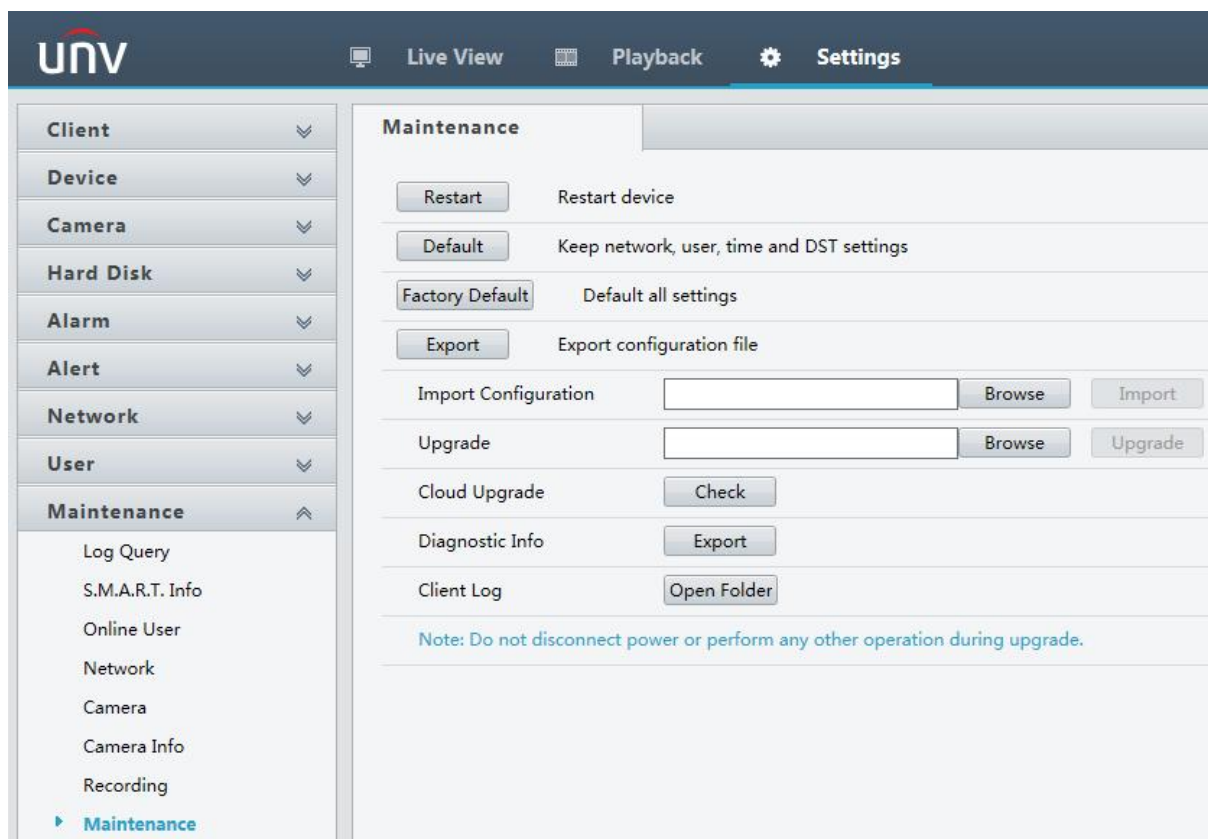 unv
Live View Playback Settings
Client
Device
Camera
Hard Disk
Alarm
Alert
Network
User
Maintenance
Log Query
S.M.A.R.T. Info
Online User
Network
Camera
Camera Info
Recording
Maintenance
Maintenance
Restart Restart device
Default Keep network, user, time and DST settings
Factory Default Default all settings
Export Export configuration file
Import Configuration Browse Import
Upgrade Browse Upgrade
Cloud Upgrade Check
Diagnostic Info Export
Client Log Open Folder
Note: Do not disconnect power or perform any other operation during upgrade.